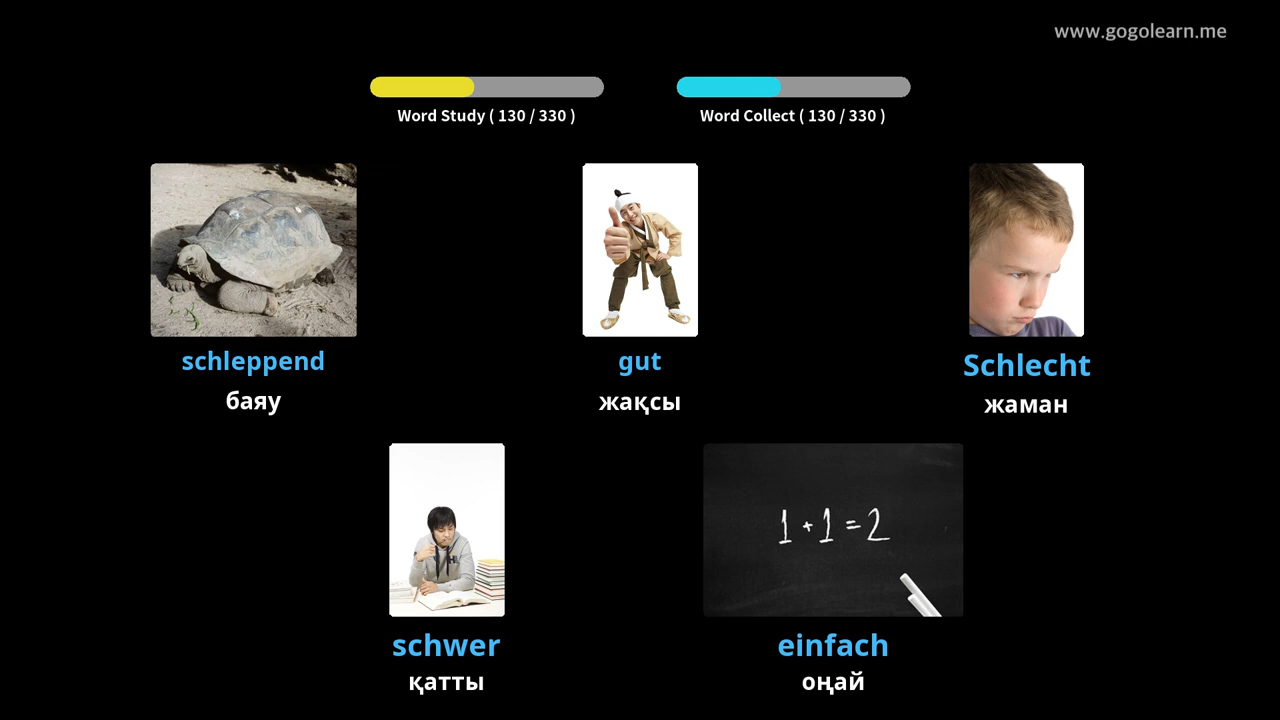 www.gogolearn.me
Word Study ( 130 / 330 )
Word Collect ( 130 / 330 )
schleppend
баяу
gut
жақсы
Schlecht
жаман
1 + 1 = 2
schwer
қатты
einfach
оңай